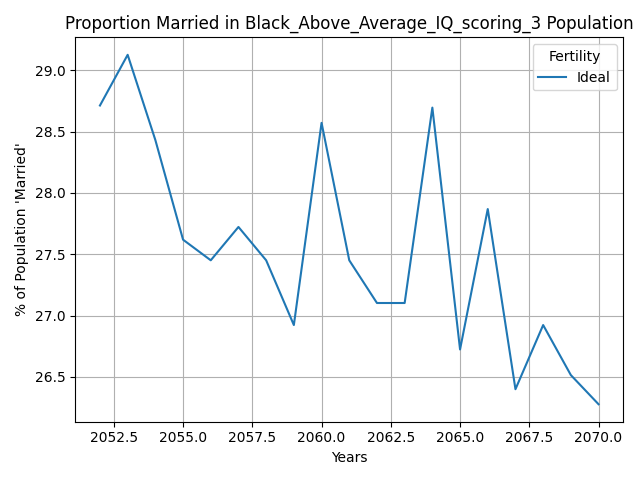 Proportion Married in Black_Above_Average_IQ_scoring_3 Population
Fertility
Ideal
% of Population 'Married'
29.0
28.5
28.0
27.5
27.0
26.5
2052.5 2055.0 2057.5 2060.0 2062.5 2065.0 2067.5 2070.0
Years